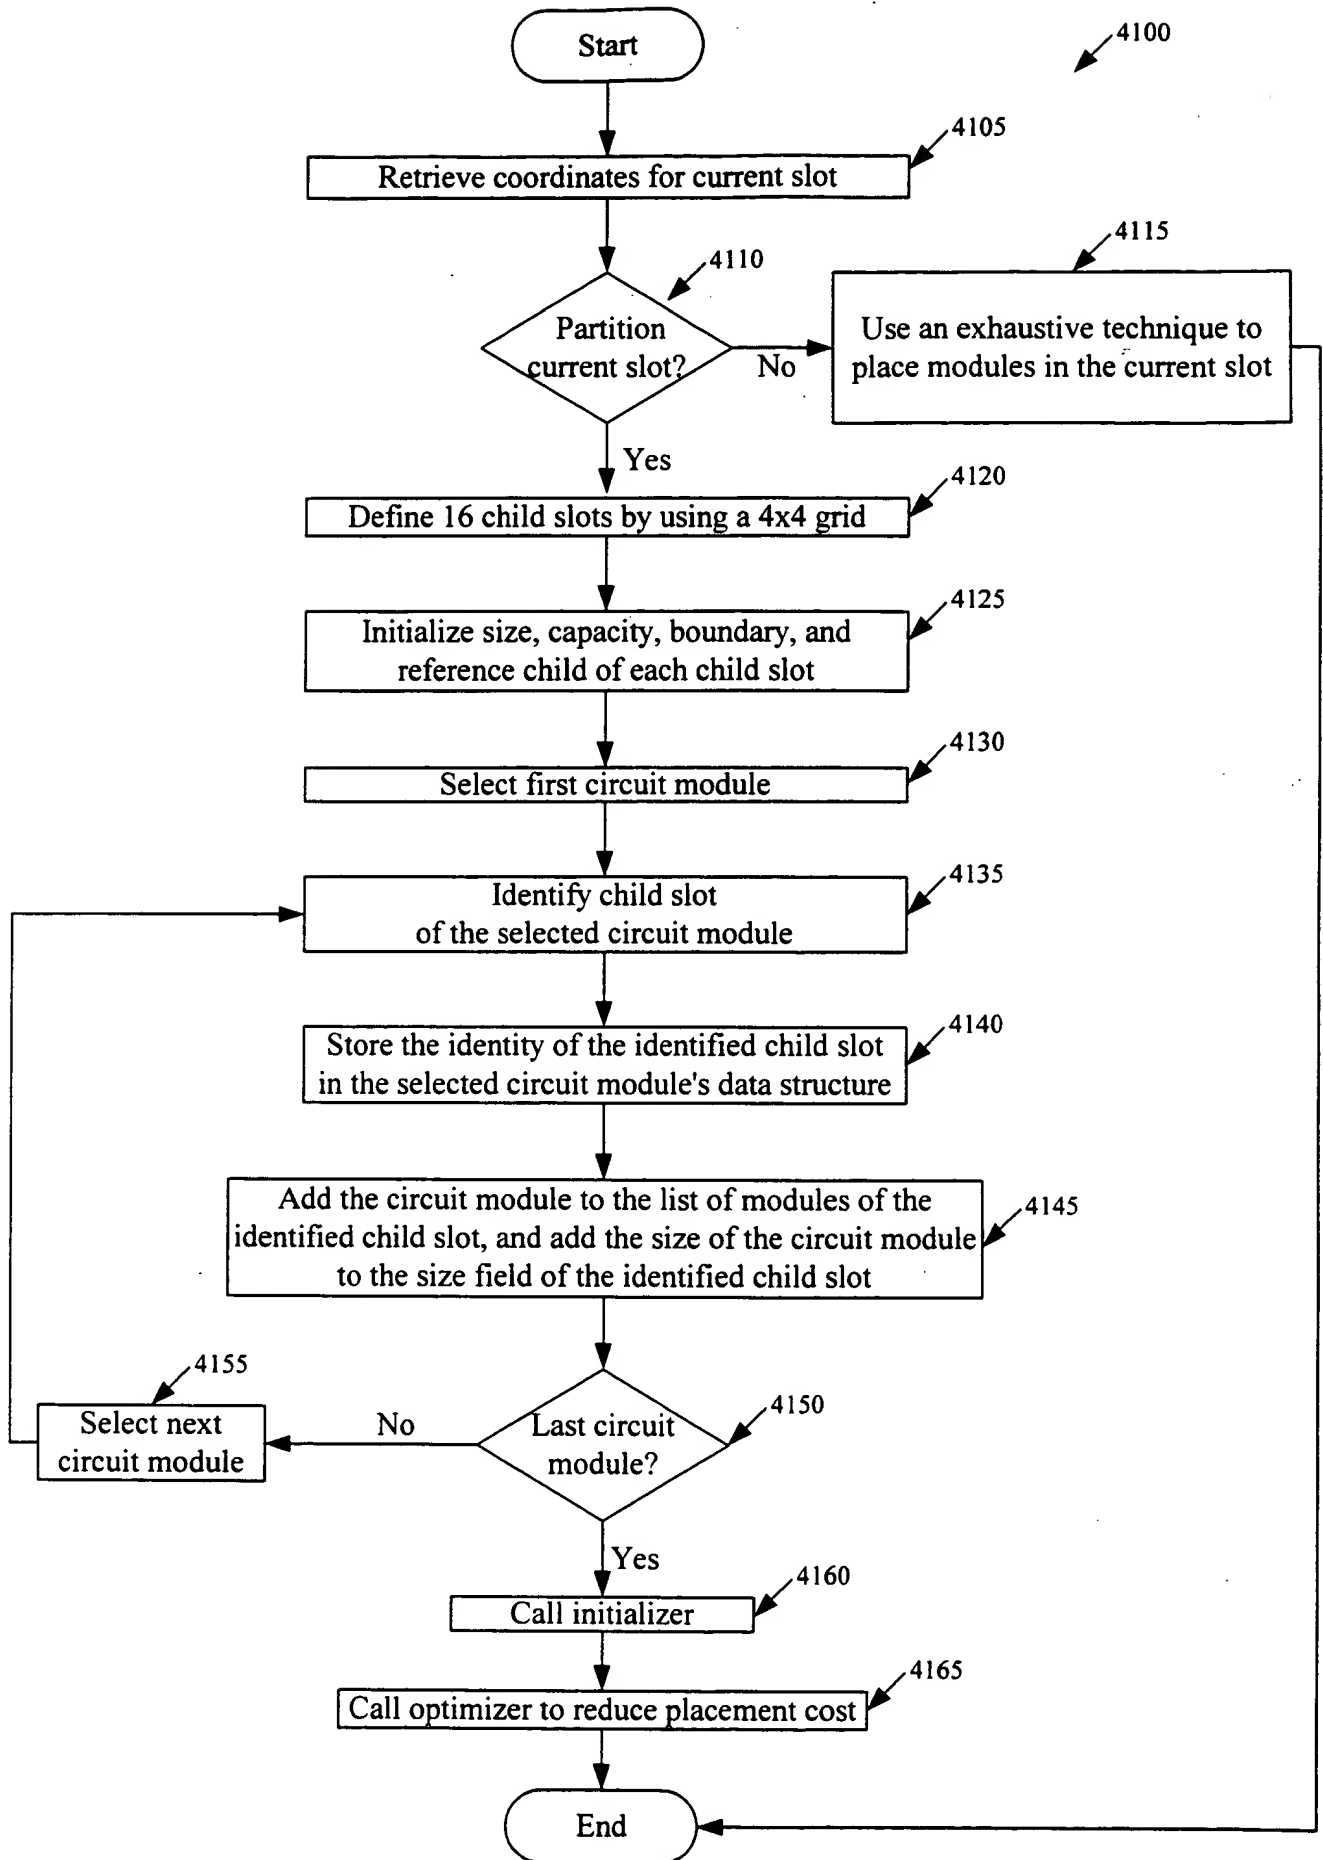 Start
4100
4105
Retrieve coordinates for current slot
4110
4115
Partition
current slot?
No
Use an exhaustive technique to
place modules in the current slot
Yes
4120
Define 16 child slots by using a 4x4 grid
4125
Initialize size, capacity, boundary, and
reference child of each child slot
4130
Select first circuit module
4135
Identify child slot
of the selected circuit module
4140
Store the identity of the identified child slot
in the selected circuit module's data structure
4145
Add the circuit module to the list of modules of the
identified child slot, and add the size of the circuit module
to the size field of the identified child slot
4155
Select next
circuit module
No
4150
Last circuit
module?
Yes
4160
Call initializer
4165
Call optimizer to reduce placement cost
End